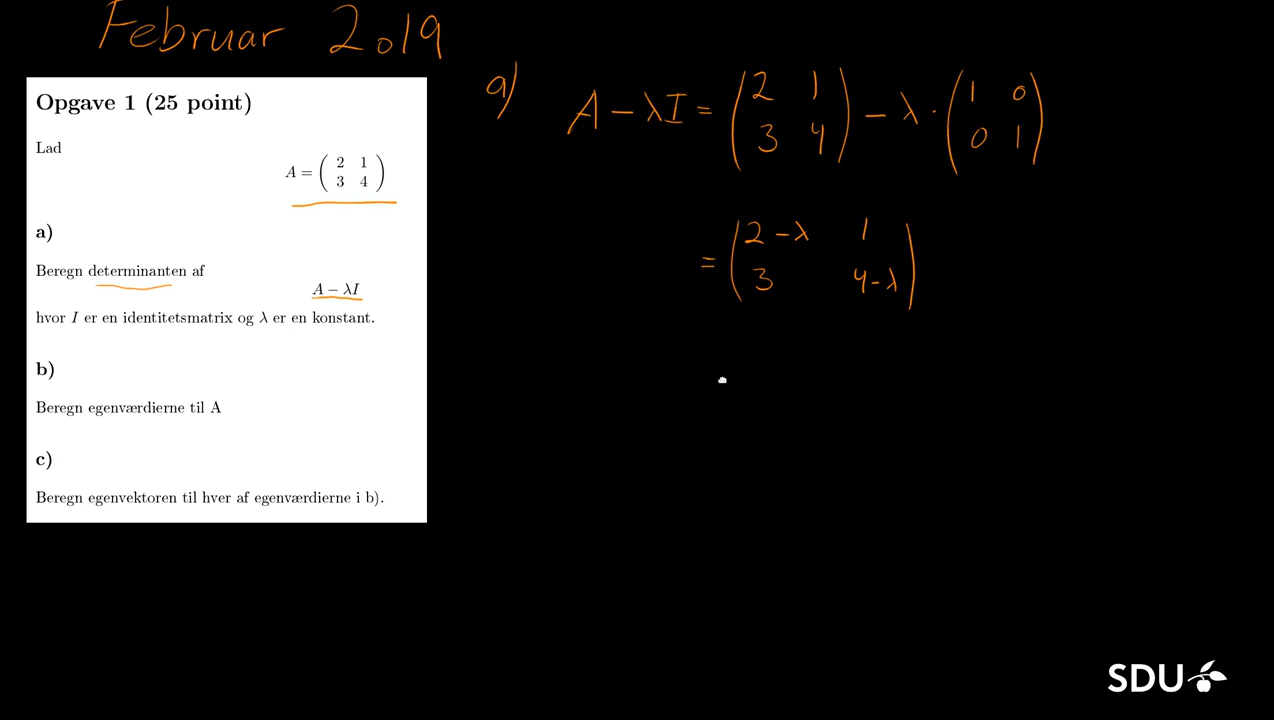 Februar 2019
Opgave 1 (25 point)
Lad
A = ( 2 1
3 4 )
a)
Beregn determinanten af
A − λI
hvor I er en identitetsmatrix og λ er en konstant.
b)
Beregn egenværdierne til A
c)
Beregn egenvektoren til hver af egenværdierne i b).
a) A − λI = ( 2 1
3 4 ) − λ · ( 1 0
0 1 )
= ( 2 − λ 1
3 4 − λ )
SDU